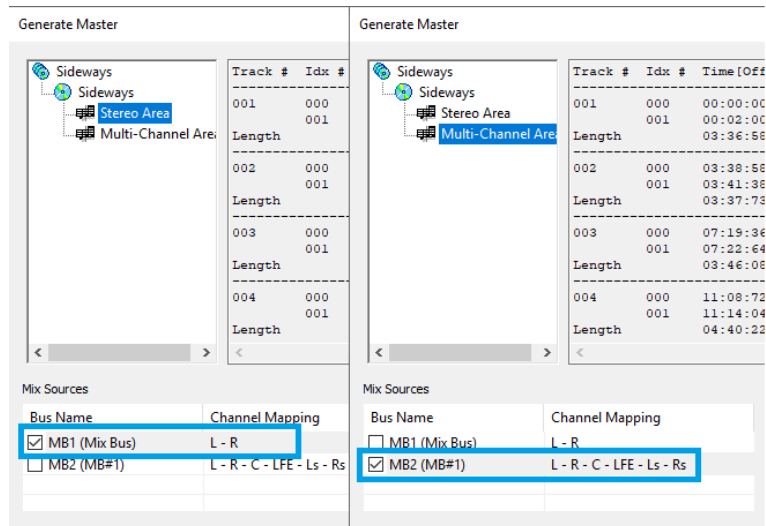 Generate Master
Sideways
Sideways
Stereo Area
Multi-Channel Area
Track # Idx #
001 000
001
Length
002 000
001
Length
003 000
001
Length
004 000
001
Length
Mix Sources
Bus Name Channel Mapping
MB1 (Mix Bus) L - R
MB2 (MB#1) L - R - C - LFE - Ls - Rs
Generate Master
Sideways
Sideways
Stereo Area
Multi-Channel Area
Track # Idx # Time[Off
001 000 00:00:00
001 00:02:00
Length 03:36:58
002 000 03:38:58
001 03:41:38
Length 03:37:73
003 000 07:19:36
001 07:22:64
Length 03:46:08
004 000 11:08:72
001 11:14:04
Length 04:40:22
Mix Sources
Bus Name Channel Mapping
MB1 (Mix Bus) L - R
MB2 (MB#1) L - R - C - LFE - Ls - Rs